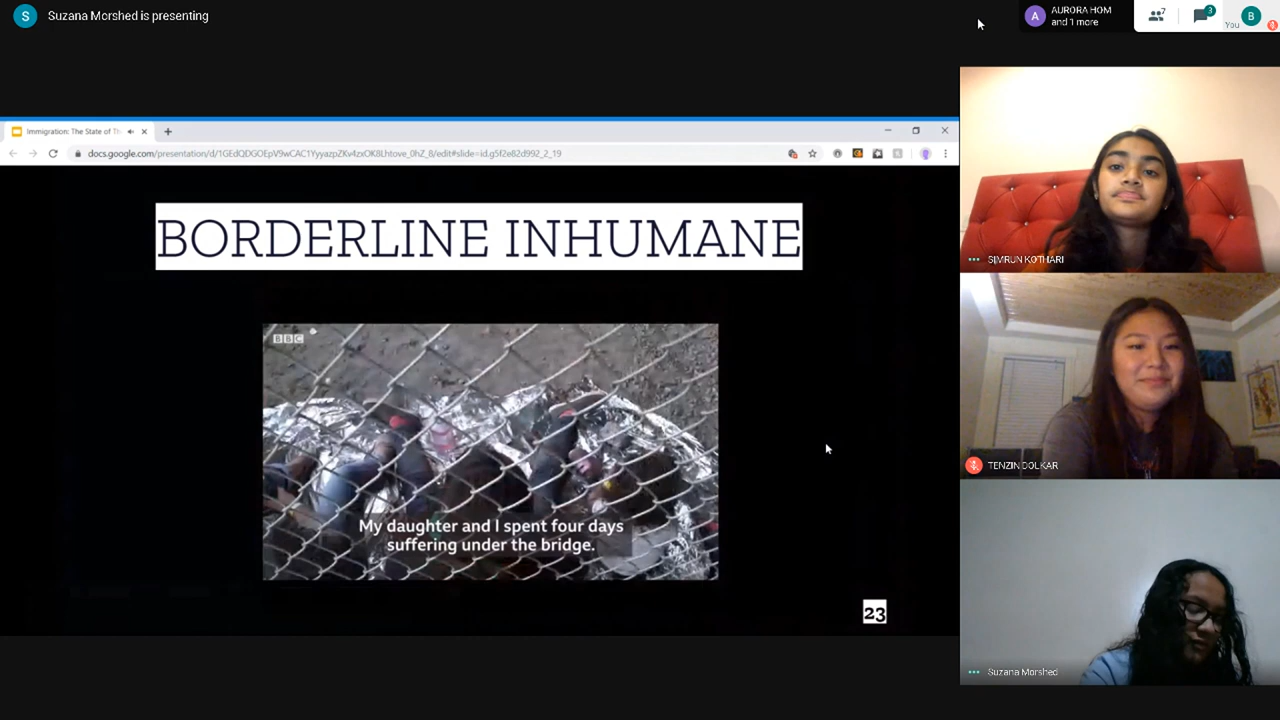 S
Suzana Morshed is presenting
A
AURORA HOM
and 1 more
7
3
You
B
Immigration: The State of Th
docs.google.com/presentation/d/1GEdQDGOEpV9wCAC1YyyazpZKv4zxOK8Lhtove_0hZ_8/edit#slide=id.g5f2e82d992_2_19
BORDERLINE INHUMANE
BBC
My daughter and I spent four days
suffering under the bridge.
23
SIMRUN KOTHARI
TENZIN DOLKAR
Suzana Morshed